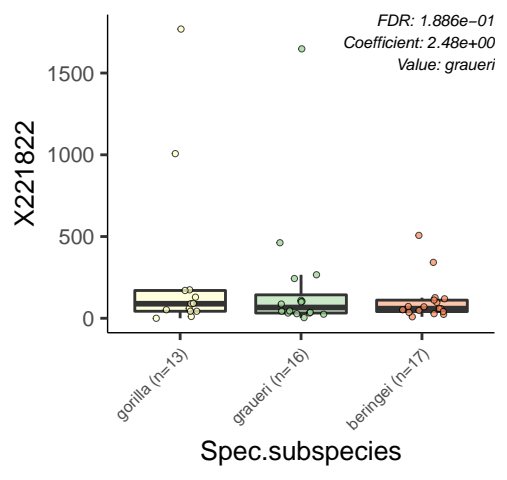 FDR: 1.886e−01
Coefficient: 2.48e+00
Value: graueri
X221822
1500
1000
500
0
gorilla (n=13)
graueri (n=16)
beringei (n=17)
Spec.subspecies